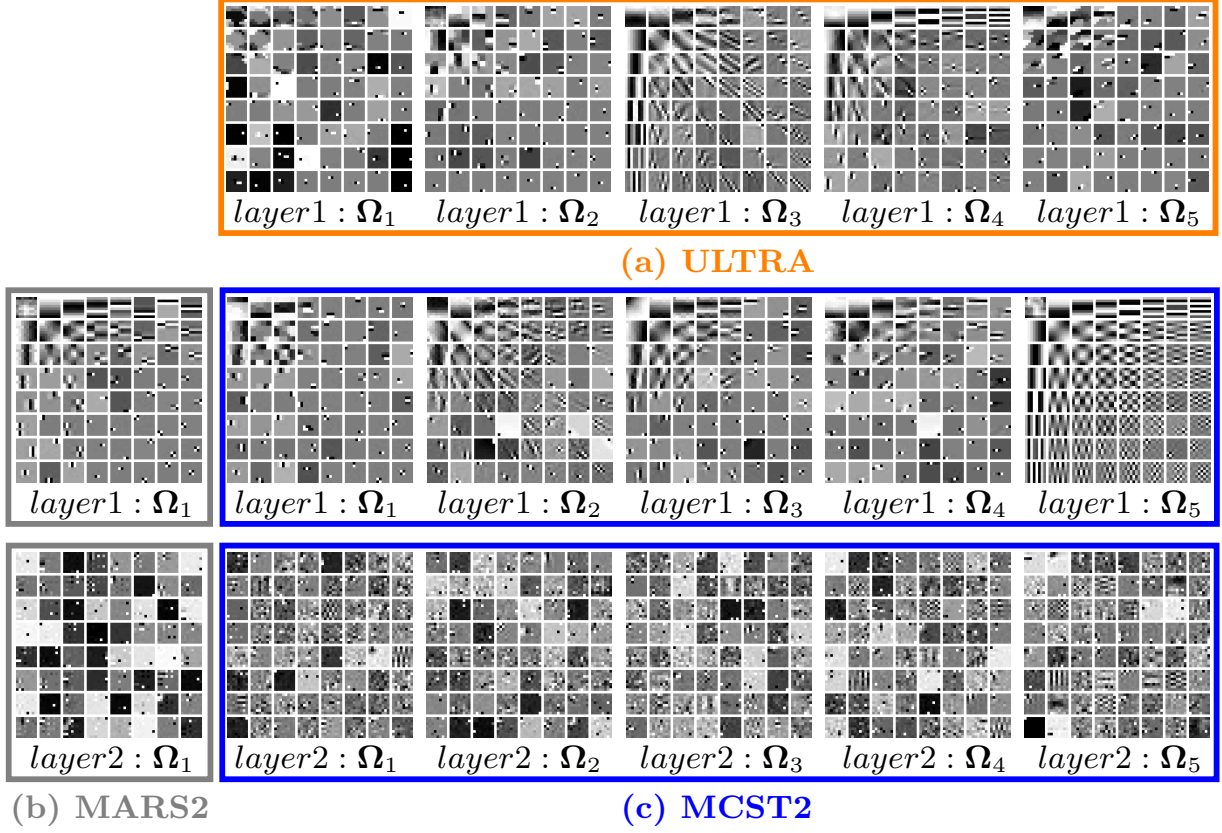 layer1 : Ω₁ layer1 : Ω₂ layer1 : Ω₃ layer1 : Ω₄ layer1 : Ω₅
(a) ULTRA
layer1 : Ω₁ layer1 : Ω₁ layer1 : Ω₂ layer1 : Ω₃ layer1 : Ω₄ layer1 : Ω₅
layer2 : Ω₁ layer2 : Ω₁ layer2 : Ω₂ layer2 : Ω₃ layer2 : Ω₄ layer2 : Ω₅
(b) MARS2 (c) MCST2